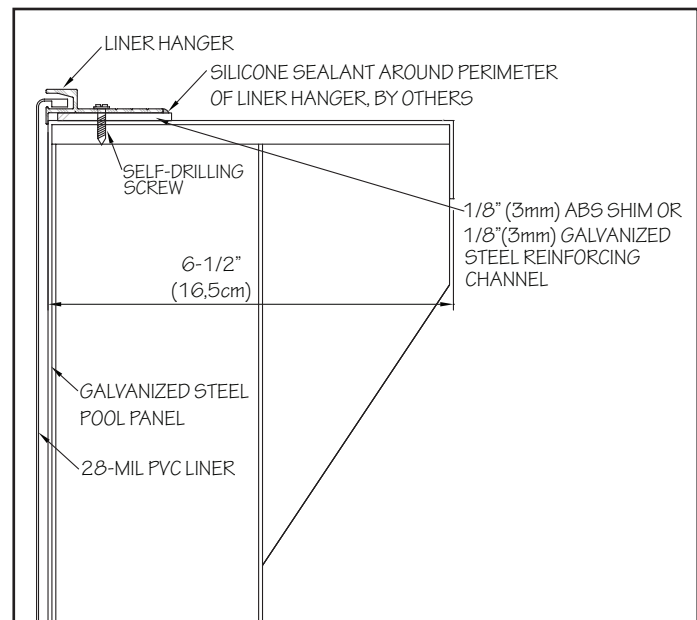 LINER HANGER
SILICONE SEALANT AROUND PERIMETER
OF LINER HANGER, BY OTHERS
SELF-DRILLING
SCREW
1/8" (3mm) ABS SHIM OR
1/8"(3mm) GALVANIZED
STEEL REINFORCING
CHANNEL
6-1/2"
(16,5cm)
GALVANIZED STEEL
POOL PANEL
28-MIL PVC LINER